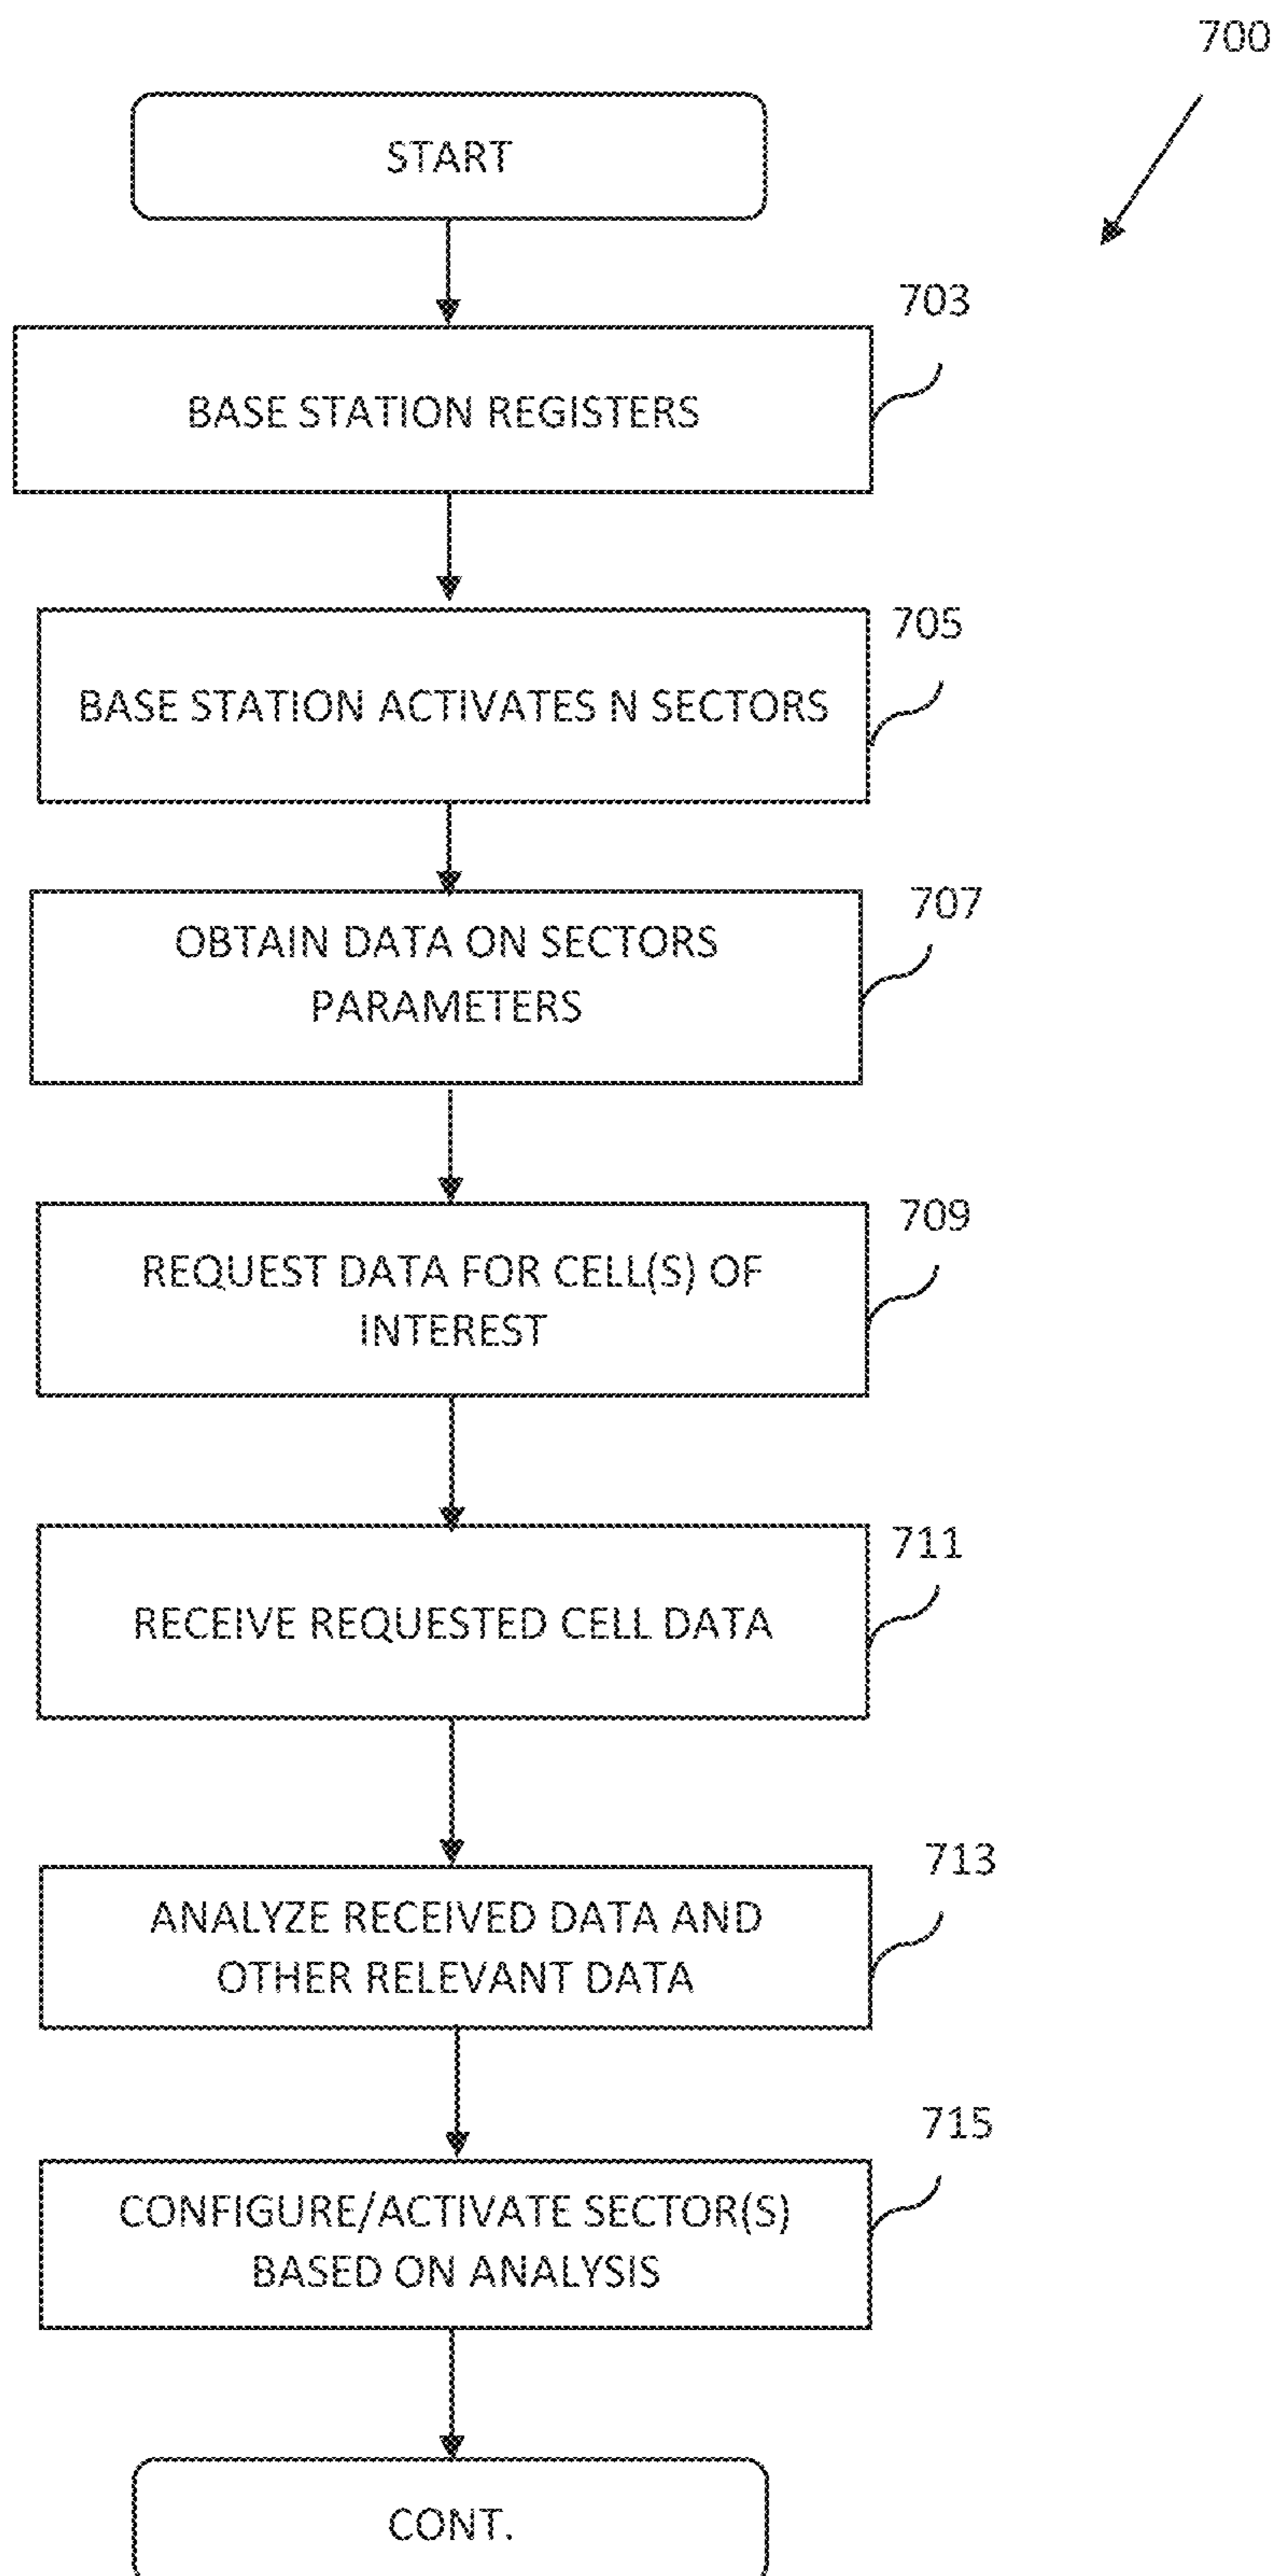 700
START
703
BASE STATION REGISTERS
705
BASE STATION ACTIVATES N SECTORS
707
OBTAIN DATA ON SECTORS
PARAMETERS
709
REQUEST DATA FOR CELL(S) OF
INTEREST
711
RECEIVE REQUESTED CELL DATA
713
ANALYZE RECEIVED DATA AND
OTHER RELEVANT DATA
715
CONFIGURE/ACTIVATE SECTOR(S)
BASED ON ANALYSIS
CONT.